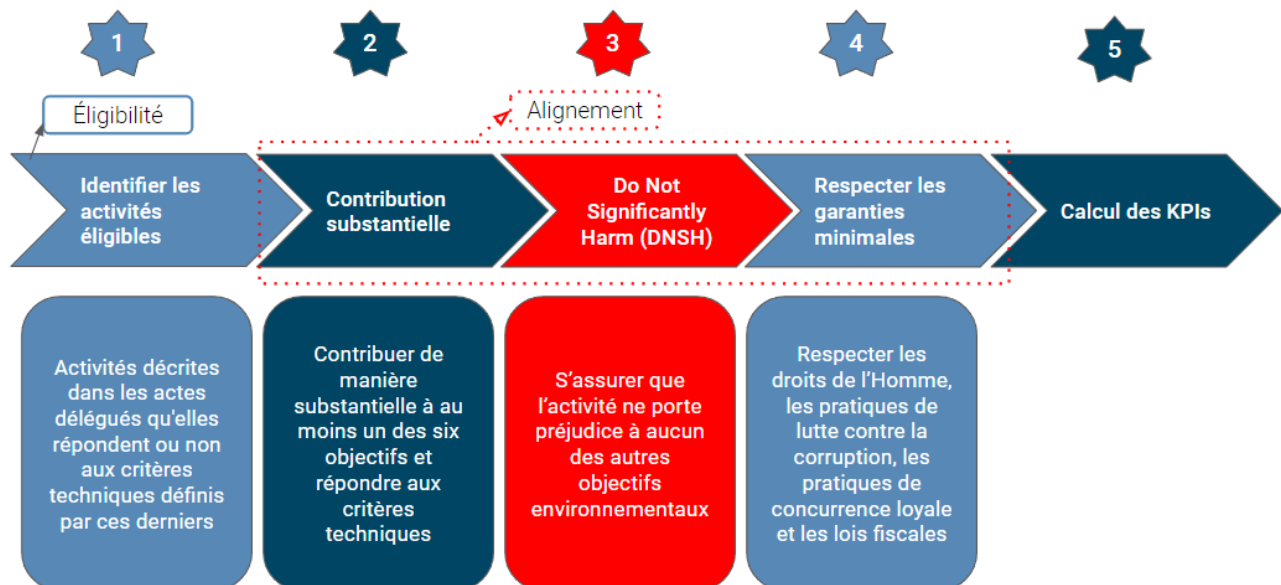 1
2
3
4
5
Éligibilité
Alignement
Identifier les
activités
éligibles
Contribution
substantielle
Do Not
Significantly
Harm (DNSH)
Respecter les
garanties
minimales
Calcul des KPIs
Activités décrites
dans les actes
délégués qu'elles
répondent ou non
aux critères
techniques définis
par ces derniers
Contribuer de
manière
substantielle à au
moins un des six
objectifs et
répondre aux
critères
techniques
S’assurer que
l’activité ne porte
préjudice à aucun
des autres
objectifs
environnementaux
Respecter les
droits de l’Homme,
les pratiques de
lutte contre la
corruption, les
pratiques de
concurrence loyale
et les lois fiscales